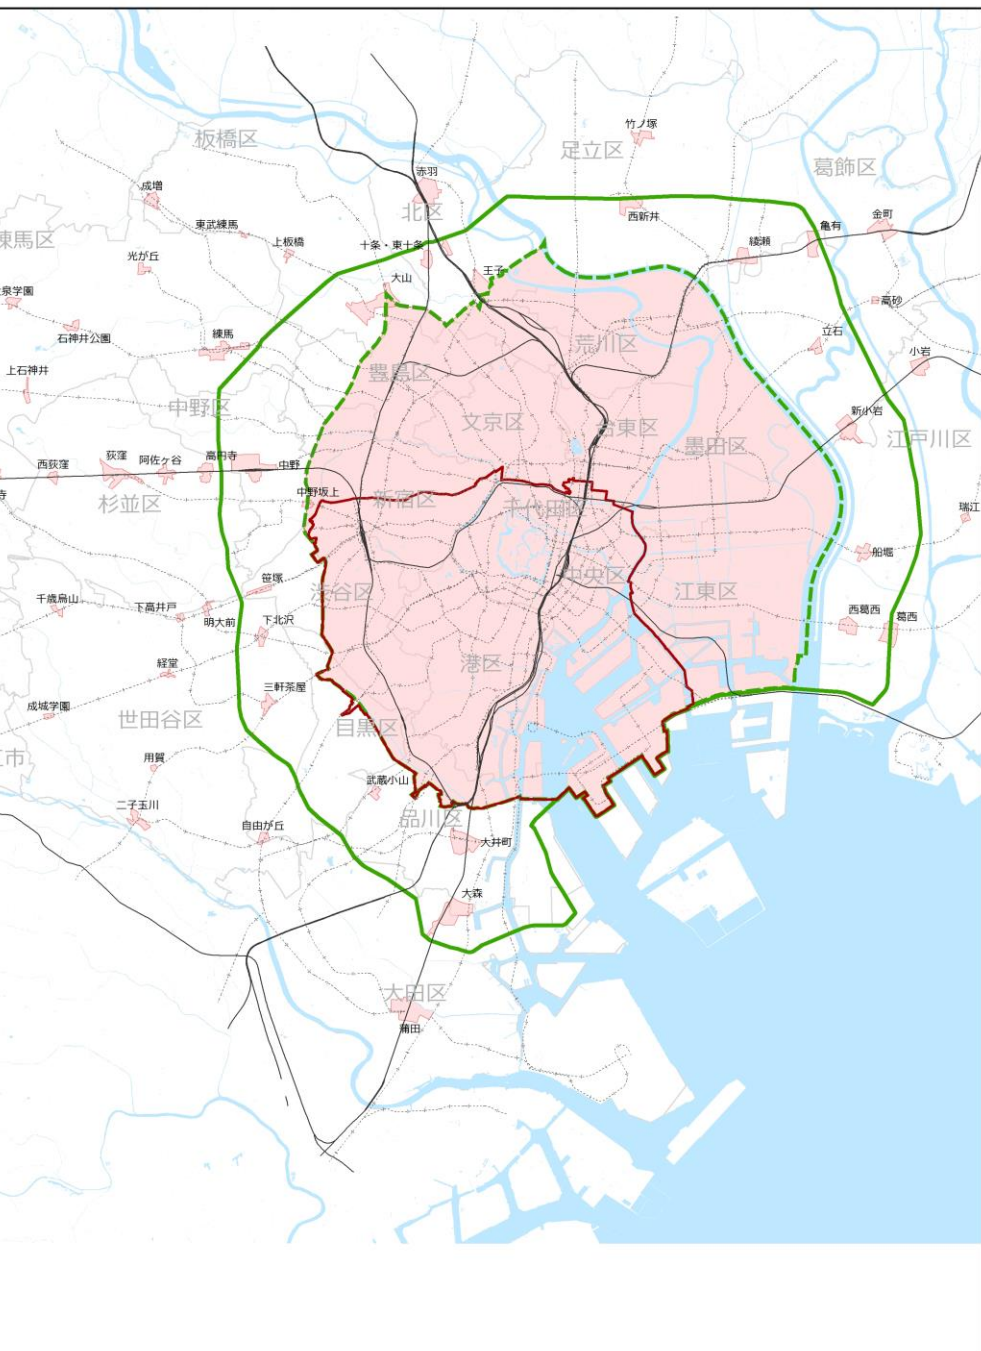 竹ノ塚
板橋区
足立区
葛飾区
赤羽
成増
北区
西新井
金町
亀有
東武練馬
練馬区
上板橋
十条・東十条
綾瀬
光が丘
王子
大山
泉学園
高砂
立石
石神井公園
練馬
荒川区
小岩
上石神井
豊島区
中野区
新小岩
文京区
台東区
墨田区
江戸川区
荻窪
阿佐ヶ谷
高円寺
西荻窪
中野
寺
中野坂上
新宿区
杉並区
千代田区
瑞江
船堀
笹塚
中央区
渋谷区
江東区
千歳烏山
下高井戸
明大前
下北沢
西葛西
葛西
経堂
港区
三軒茶屋
成城学園
世田谷区
目黒区
市
用賀
武蔵小山
二子玉川
品川区
自由が丘
大井町
大森
大田区
蒲田